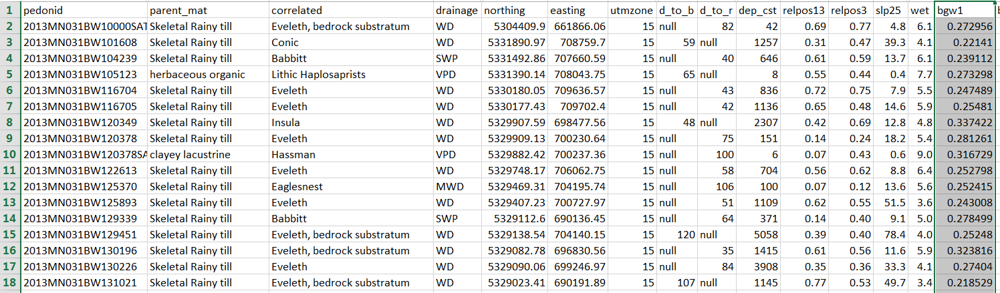 1 pedonid parent_mat correlated drainage northing easting utmzone d_to_b d_to_r dep_cst relpos13 relpos3 slp25 wet bgw1
2 2013MN031BW10000SAT Skeletal Rainy till Eveleth, bedrock substratum WD 5304409.9 661866.06 15 null 82 42 0.69 0.77 4.8 6.1 0.272956
3 2013MN031BW101608 Skeletal Rainy till Conic WD 5331890.97 708759.7 15 59 null 1257 0.31 0.47 39.3 4.1 0.22141
4 2013MN031BW104239 Skeletal Rainy till Babbitt SWP 5331492.86 707660.59 15 null 40 646 0.61 0.59 13.7 6.1 0.239112
5 2013MN031BW105123 herbaceous organic Lithic Haplosaprists VPD 5331390.14 708043.75 15 65 null 8 0.55 0.44 0.4 7.7 0.273298
6 2013MN031BW116704 Skeletal Rainy till Eveleth WD 5330180.05 709636.57 15 null 43 836 0.72 0.75 7.9 5.5 0.247489
7 2013MN031BW116705 Skeletal Rainy till Eveleth WD 5330177.43 709702.4 15 null 42 1136 0.65 0.48 14.6 5.9 0.25481
8 2013MN031BW120349 Skeletal Rainy till Insula WD 5329907.59 698477.56 15 48 null 2307 0.42 0.69 12.8 4.8 0.337422
9 2013MN031BW120378 Skeletal Rainy till Eveleth WD 5329909.13 700230.64 15 null 75 151 0.14 0.24 18.2 5.4 0.281261
10 2013MN031BW120378SA clayey lacustrine Hassman VPD 5329882.42 700237.36 15 null 100 6 0.07 0.43 0.6 9.0 0.316729
11 2013MN031BW122613 Skeletal Rainy till Eveleth WD 5329748.17 706062.75 15 null 58 704 0.56 0.62 8.8 6.4 0.252798
12 2013MN031BW125370 Skeletal Rainy till Eaglesnest MWD 5329469.31 704195.74 15 null 106 100 0.07 0.12 13.6 5.6 0.252415
13 2013MN031BW125893 Skeletal Rainy till Eveleth WD 5329407.23 700727.97 15 null 51 1109 0.62 0.55 51.5 3.6 0.243008
14 2013MN031BW129339 Skeletal Rainy till Babbitt SWP 5329112.6 690136.45 15 null 64 371 0.14 0.40 9.1 5.0 0.278499
15 2013MN031BW129451 Skeletal Rainy till Eveleth, bedrock substratum WD 5329138.54 704140.15 15 120 null 5058 0.39 0.40 78.4 4.0 0.25248
16 2013MN031BW130196 Skeletal Rainy till Eveleth, bedrock substratum WD 5329082.78 696830.56 15 null 35 1415 0.61 0.56 11.6 5.9 0.323816
17 2013MN031BW130226 Skeletal Rainy till Eveleth WD 5329090.06 699246.97 15 null 84 3908 0.35 0.36 33.3 4.1 0.27404
18 2013MN031BW131021 Skeletal Rainy till Eveleth, bedrock substratum WD 5329023.41 690191.89 15 107 null 1145 0.77 0.53 49.7 3.4 0.218529